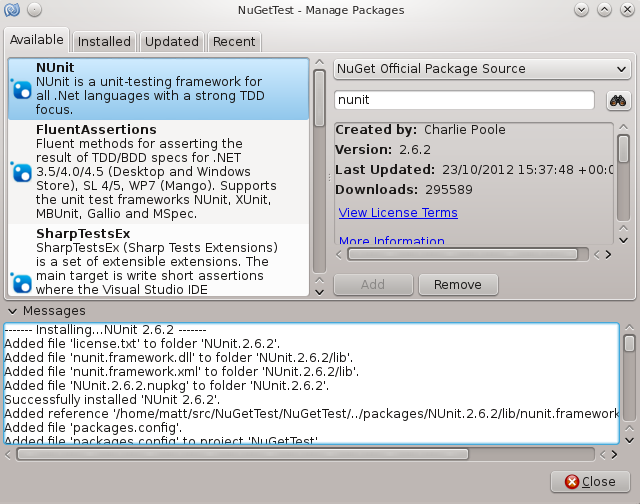 NuGetTest - Manage Packages
Available Installed Updated Recent
NUnit
NUnit is a unit-testing framework for
all .Net languages with a strong TDD
focus.
FluentAssertions
Fluent methods for asserting the
result of TDD/BDD specs for .NET
3.5/4.0/4.5 (Desktop and Windows
Store), SL 4/5, WP7 (Mango). Supports
the unit test frameworks NUnit, XUnit,
MBUnit, Gallio and MSpec.
SharpTestsEx
SharpTestsEx (Sharp Tests Extensions)
is a set of extensible extensions. The
main target is write short assertions
where the Visual Studio IDE
NuGet Official Package Source
nunit
Created by: Charlie Poole
Version: 2.6.2
Last Updated: 23/10/2012 15:37:48 +00:0
Downloads: 295589
View License Terms
More Information
Add Remove
Messages
------- Installing...NUnit 2.6.2 -------
Added file 'license.txt' to folder 'NUnit.2.6.2'.
Added file 'nunit.framework.dll' to folder 'NUnit.2.6.2/lib'.
Added file 'nunit.framework.xml' to folder 'NUnit.2.6.2/lib'.
Added file 'NUnit.2.6.2.nupkg' to folder 'NUnit.2.6.2'.
Successfully installed 'NUnit 2.6.2'.
Added reference '/home/matt/src/NuGetTest/NuGetTest/../packages/NUnit.2.6.2/lib/nunit.framework
Added file 'packages.config'.
Added file 'packages.config' to project 'NuGetTest'
Close